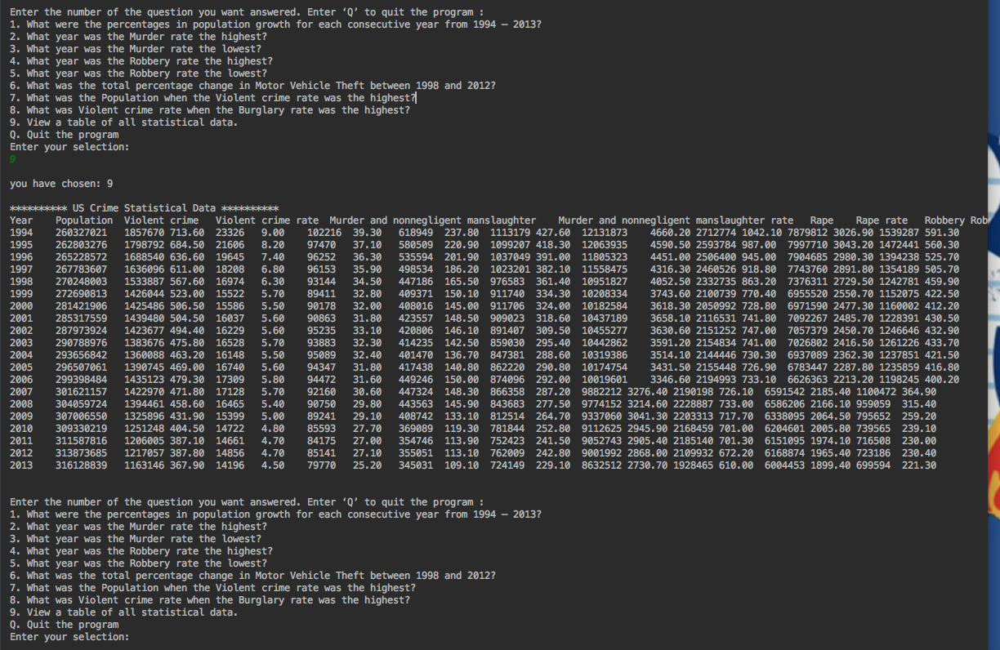 Enter the number of the question you want answered. Enter ‘Q’ to quit the program :
1. What were the percentages in population growth for each consecutive year from 1994 – 2013?
2. What year was the Murder rate the highest?
3. What year was the Murder rate the lowest?
4. What year was the Robbery rate the highest?
5. What year was the Robbery rate the lowest?
6. What was the total percentage change in Motor Vehicle Theft between 1998 and 2012?
7. What was the Population when the Violent crime rate was the highest?
8. What was Violent crime rate when the Burglary rate was the highest?
9. View a table of all statistical data.
Q. Quit the program
Enter your selection:
9
you have chosen: 9
********** US Crime Statistical Data **********
Year Population Violent crime Violent crime rate Murder and nonnegligent manslaughter Murder and nonnegligent manslaughter rate Rape Rape rate Robbery Rob
1994 260327021 1857670 713.60 23326 9.00 102216 39.30 618949 237.80 1113179 427.60 12131873 4660.20 2712774 1042.10 7879812 3026.90 1539287 591.30
1995 262803276 1798792 684.50 21606 8.20 97470 37.10 580509 220.90 1099207 418.30 12063935 4590.50 2593784 987.00 7997710 3043.20 1472441 560.30
1996 265228572 1688540 636.60 19645 7.40 96252 36.30 535594 201.90 1037049 391.00 11805323 4451.00 2506400 945.00 7904685 2980.30 1394238 525.70
1997 267783607 1636096 611.00 18208 6.80 96153 35.90 498534 186.20 1023201 382.10 11558475 4316.30 2460526 918.80 7743760 2891.80 1354189 505.70
1998 270248003 1533887 567.60 16974 6.30 93144 34.50 447186 165.50 976583 361.40 10951827 4052.50 2332735 863.20 7376311 2729.50 1242781 459.90
1999 272690813 1426044 523.00 15522 5.70 89411 32.80 409371 150.10 911740 334.30 10208334 3743.60 2100739 770.40 6955520 2550.70 1152075 422.50
2000 281421906 1425486 506.50 15586 5.50 90178 32.00 408016 145.00 911706 324.00 10182584 3618.30 2050992 728.80 6971590 2477.30 1160002 412.20
2001 285317559 1439480 504.50 16037 5.60 90863 31.80 423557 148.50 909023 318.60 10437189 3658.10 2116531 741.80 7092267 2485.70 1228391 430.50
2002 287973924 1423677 494.40 16229 5.60 95235 33.10 420806 146.10 891407 309.50 10455277 3630.60 2151252 747.00 7057379 2450.70 1246646 432.90
2003 290788976 1383676 475.80 16528 5.70 93883 32.30 414235 142.50 859030 295.40 10442862 3591.20 2154834 741.00 7026802 2416.50 1261226 433.70
2004 293656842 1360088 463.20 16148 5.50 95089 32.40 401470 136.70 847381 288.60 10319386 3514.10 2144446 730.30 6937089 2362.30 1237851 421.50
2005 296507061 1390745 469.00 16740 5.60 94347 31.80 417438 140.80 862220 290.80 10174754 3431.50 2155448 726.90 6783447 2287.80 1235859 416.80
2006 299398484 1435123 479.30 17309 5.80 94472 31.60 449246 150.00 874096 292.00 10019601 3346.60 2194993 733.10 6626363 2213.20 1198245 400.20
2007 301621157 1422970 471.80 17128 5.70 92160 30.60 447324 148.30 866358 287.20 9882212 3276.40 2190198 726.10 6591542 2185.40 1100472 364.90
2008 304059724 1394461 458.60 16465 5.40 90750 29.80 443563 145.90 843683 277.50 9774152 3214.60 2228887 733.00 6586206 2166.10 959059 315.40
2009 307006550 1325896 431.90 15399 5.00 89241 29.10 408742 133.10 812514 264.70 9337060 3041.30 2203313 717.70 6338095 2064.50 795652 259.20
2010 309330219 1251248 404.50 14722 4.80 85593 27.70 369089 119.30 781844 252.80 9112625 2945.90 2168459 701.00 6204601 2005.80 739565 239.10
2011 311587816 1206005 387.10 14661 4.70 84175 27.00 354746 113.90 752423 241.50 9052743 2905.40 2185140 701.30 6151095 1974.10 716508 230.00
2012 313873685 1217057 387.80 14856 4.70 85141 27.10 355051 113.10 762009 242.80 9001992 2868.00 2109932 672.20 6168874 1965.40 723186 230.40
2013 316128839 1163146 367.90 14196 4.50 79770 25.20 345031 109.10 724149 229.10 8632512 2730.70 1928465 610.00 6004453 1899.40 699594 221.30
Enter the number of the question you want answered. Enter ‘Q’ to quit the program :
1. What were the percentages in population growth for each consecutive year from 1994 – 2013?
2. What year was the Murder rate the highest?
3. What year was the Murder rate the lowest?
4. What year was the Robbery rate the highest?
5. What year was the Robbery rate the lowest?
6. What was the total percentage change in Motor Vehicle Theft between 1998 and 2012?
7. What was the Population when the Violent crime rate was the highest?
8. What was Violent crime rate when the Burglary rate was the highest?
9. View a table of all statistical data.
Q. Quit the program
Enter your selection: